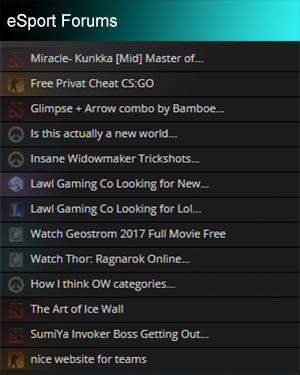 eSport Forums
Miracle- Kunkka [Mid] Master of...
Free Privat Cheat CS:GO
Glimpse + Arrow combo by Bamboe...
Is this actually a new world...
Insane Widowmaker Trickshots...
Lawl Gaming Co Looking for New...
Lawl Gaming Co Looking for Lol...
Watch Geostrom 2017 Full Movie Free
Watch Thor: Ragnarok Online...
How I think OW categories...
The Art of Ice Wall
SumiYa Invoker Boss Getting Out...
nice website for teams